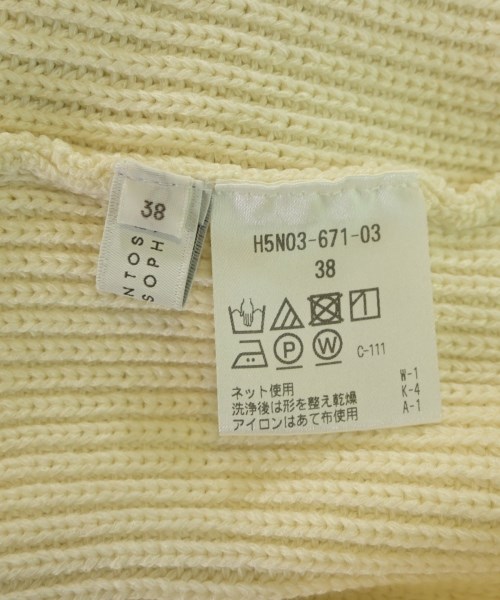 38
NTOS
SOPH
H5N03-671-03
38
C-111
W-1
K-4
A-1
ネット使用
洗浄後は形を整え乾燥
アイロンはあて布使用